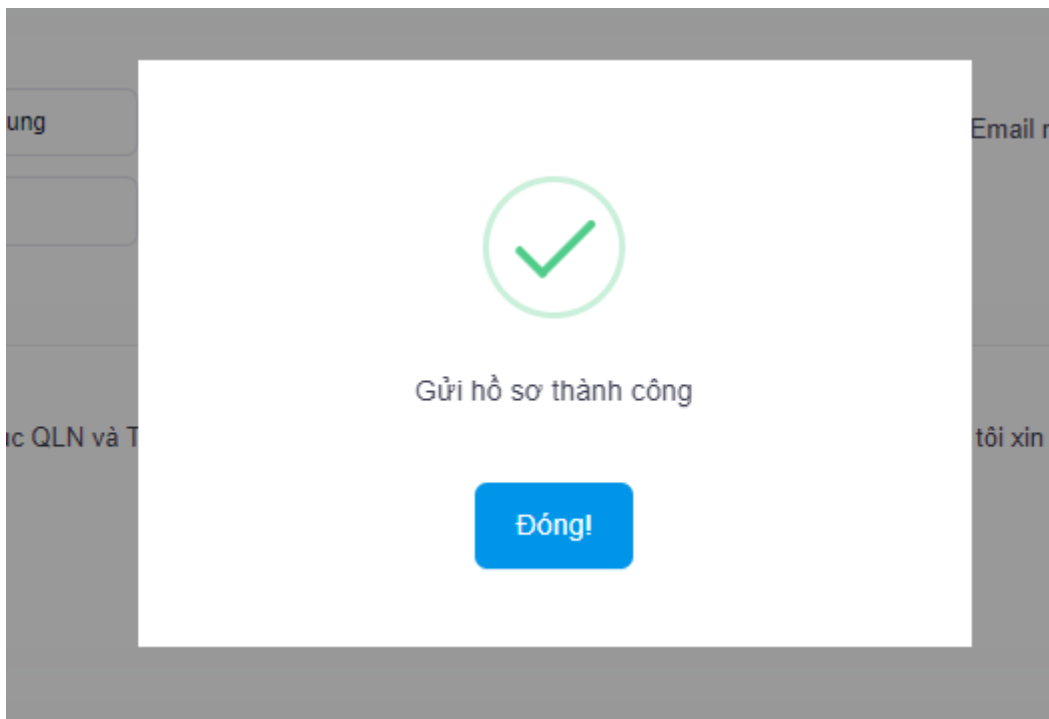 ung
Email
Gửi hồ sơ thành công
QLN và
tôi xin
Đóng!